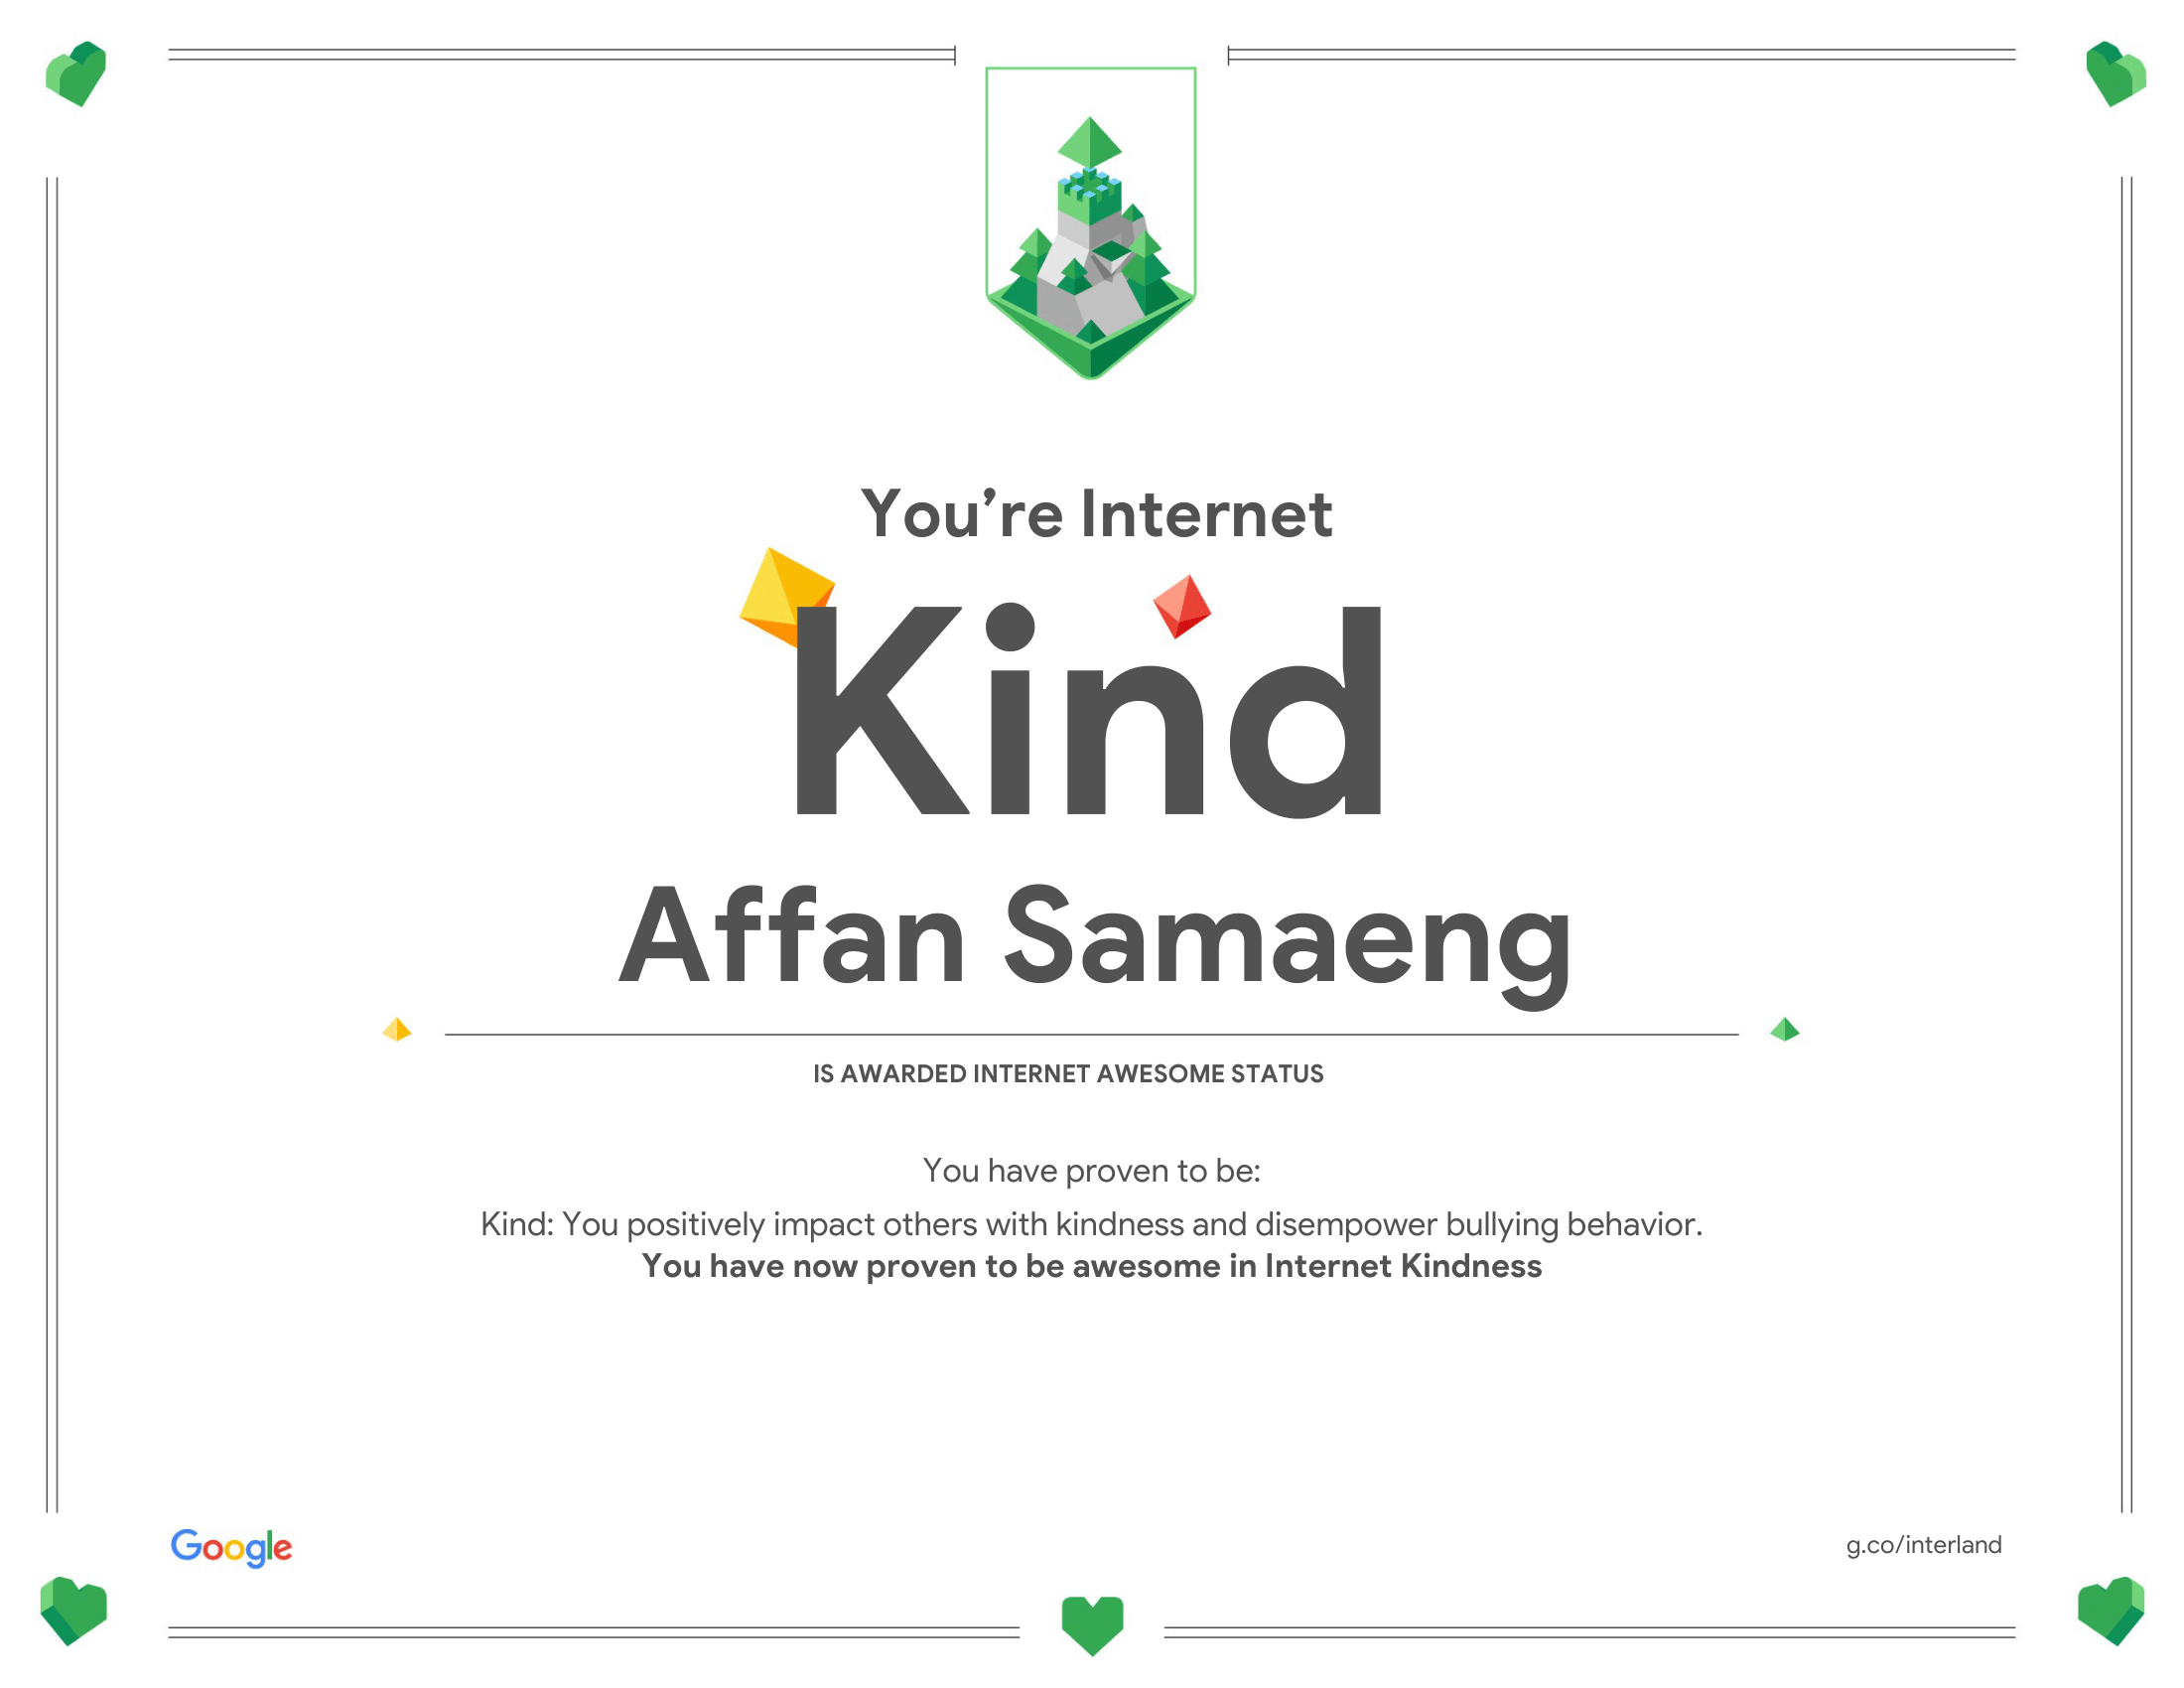 You’re Internet
Kind
Affan Samaeng
IS AWARDED INTERNET AWESOME STATUS
You have proven to be:
Kind: You positively impact others with kindness and disempower bullying behavior.
You have now proven to be awesome in Internet Kindness
Google
g.co/interland